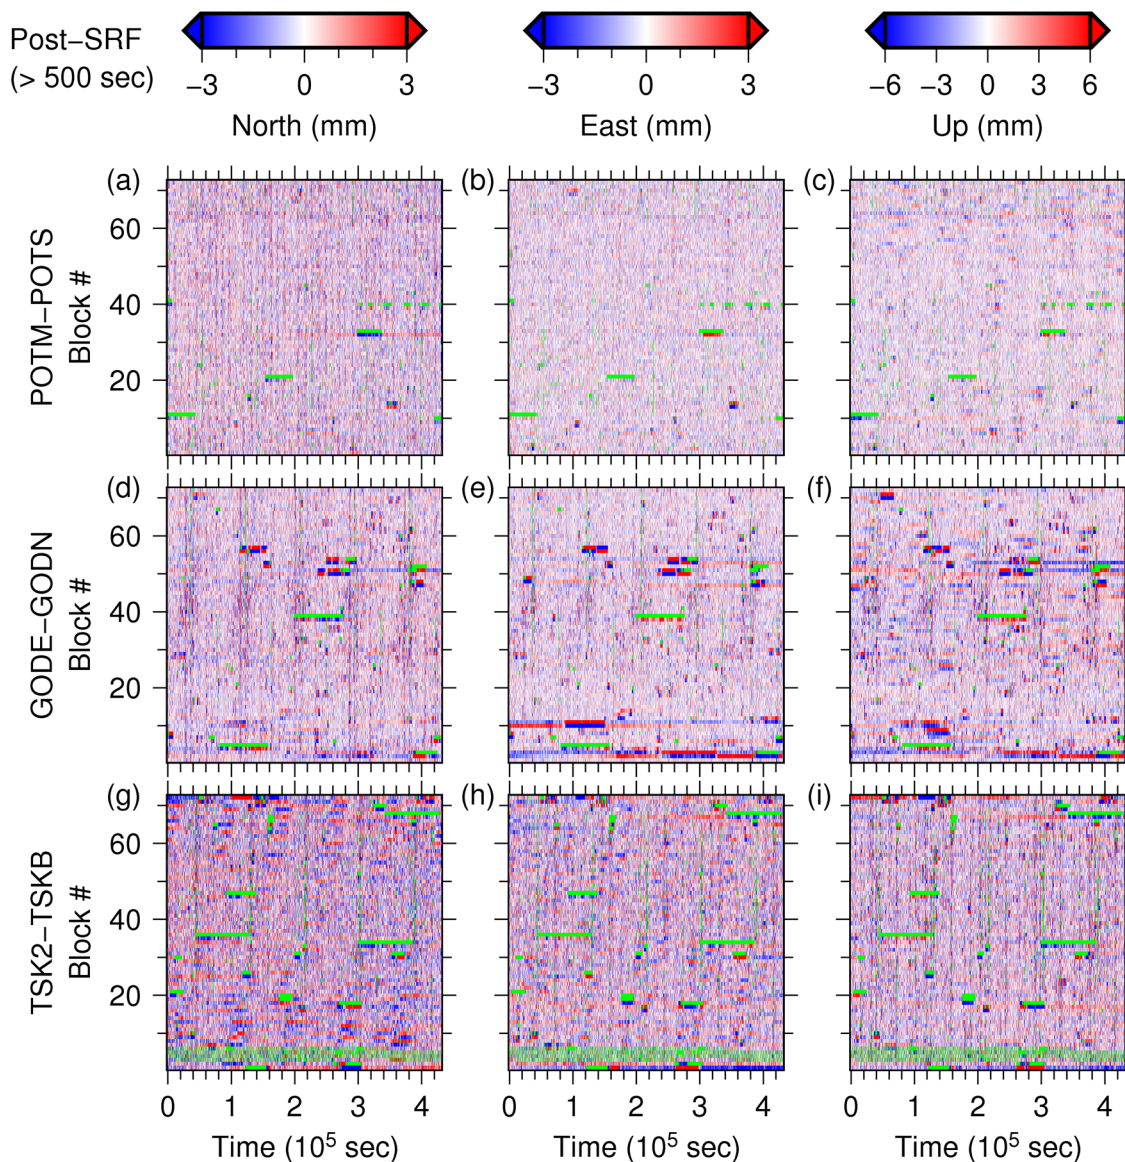 Post−SRF
(> 500 sec)
−3 0 3
North (mm)
−3 0 3
East (mm)
−6 −3 0 3 6
Up (mm)
(a) (b) (c)
POTM−POTS
Block #
60
40
20
(d) (e) (f)
GODE−GODN
Block #
60
40
20
(g) (h) (i)
TSK2−TSKB
Block #
60
40
20
0 1 2 3 4
Time (10⁵ sec)
0 1 2 3 4
Time (10⁵ sec)
0 1 2 3 4
Time (10⁵ sec)